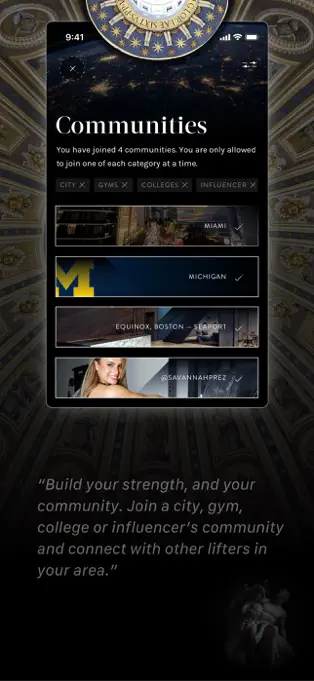 9:41
Communities
You have joined 4 communities. You are only allowed
to join one of each category at a time.
CITY GYMS COLLEGES INFLUENCER
MIAMI
M
MICHIGAN
EQUINOX, BOSTON – SEAPORT
@SAVANNAHPREZ
“Build your strength, and your
community. Join a city, gym,
college or influencer’s community
and connect with other lifters in
your area.”